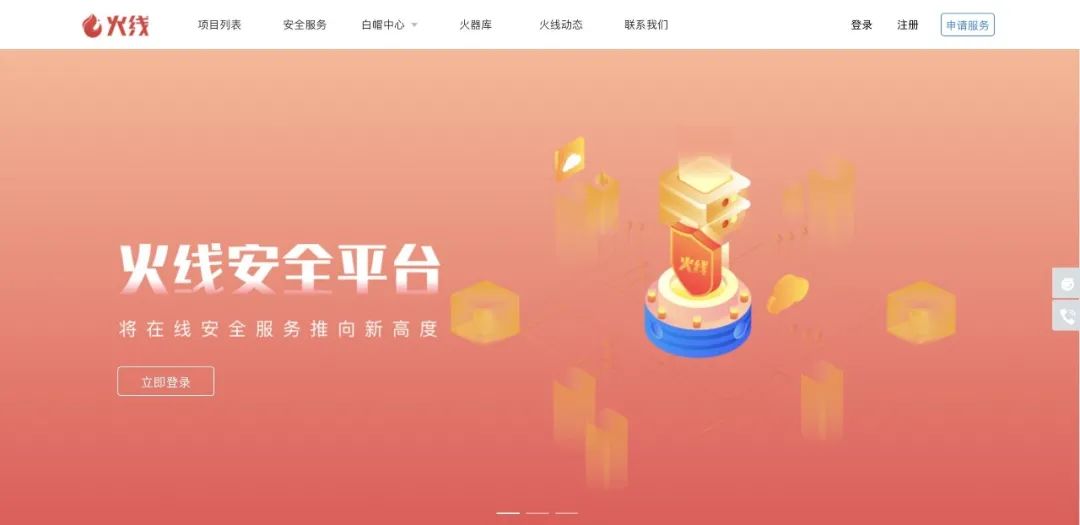 火线
项目列表 安全服务 白帽中心 火器库 火线动态 联系我们 登录 注册 申请服务
火线安全平台
将在线安全服务推向新高度
立即登录
火线